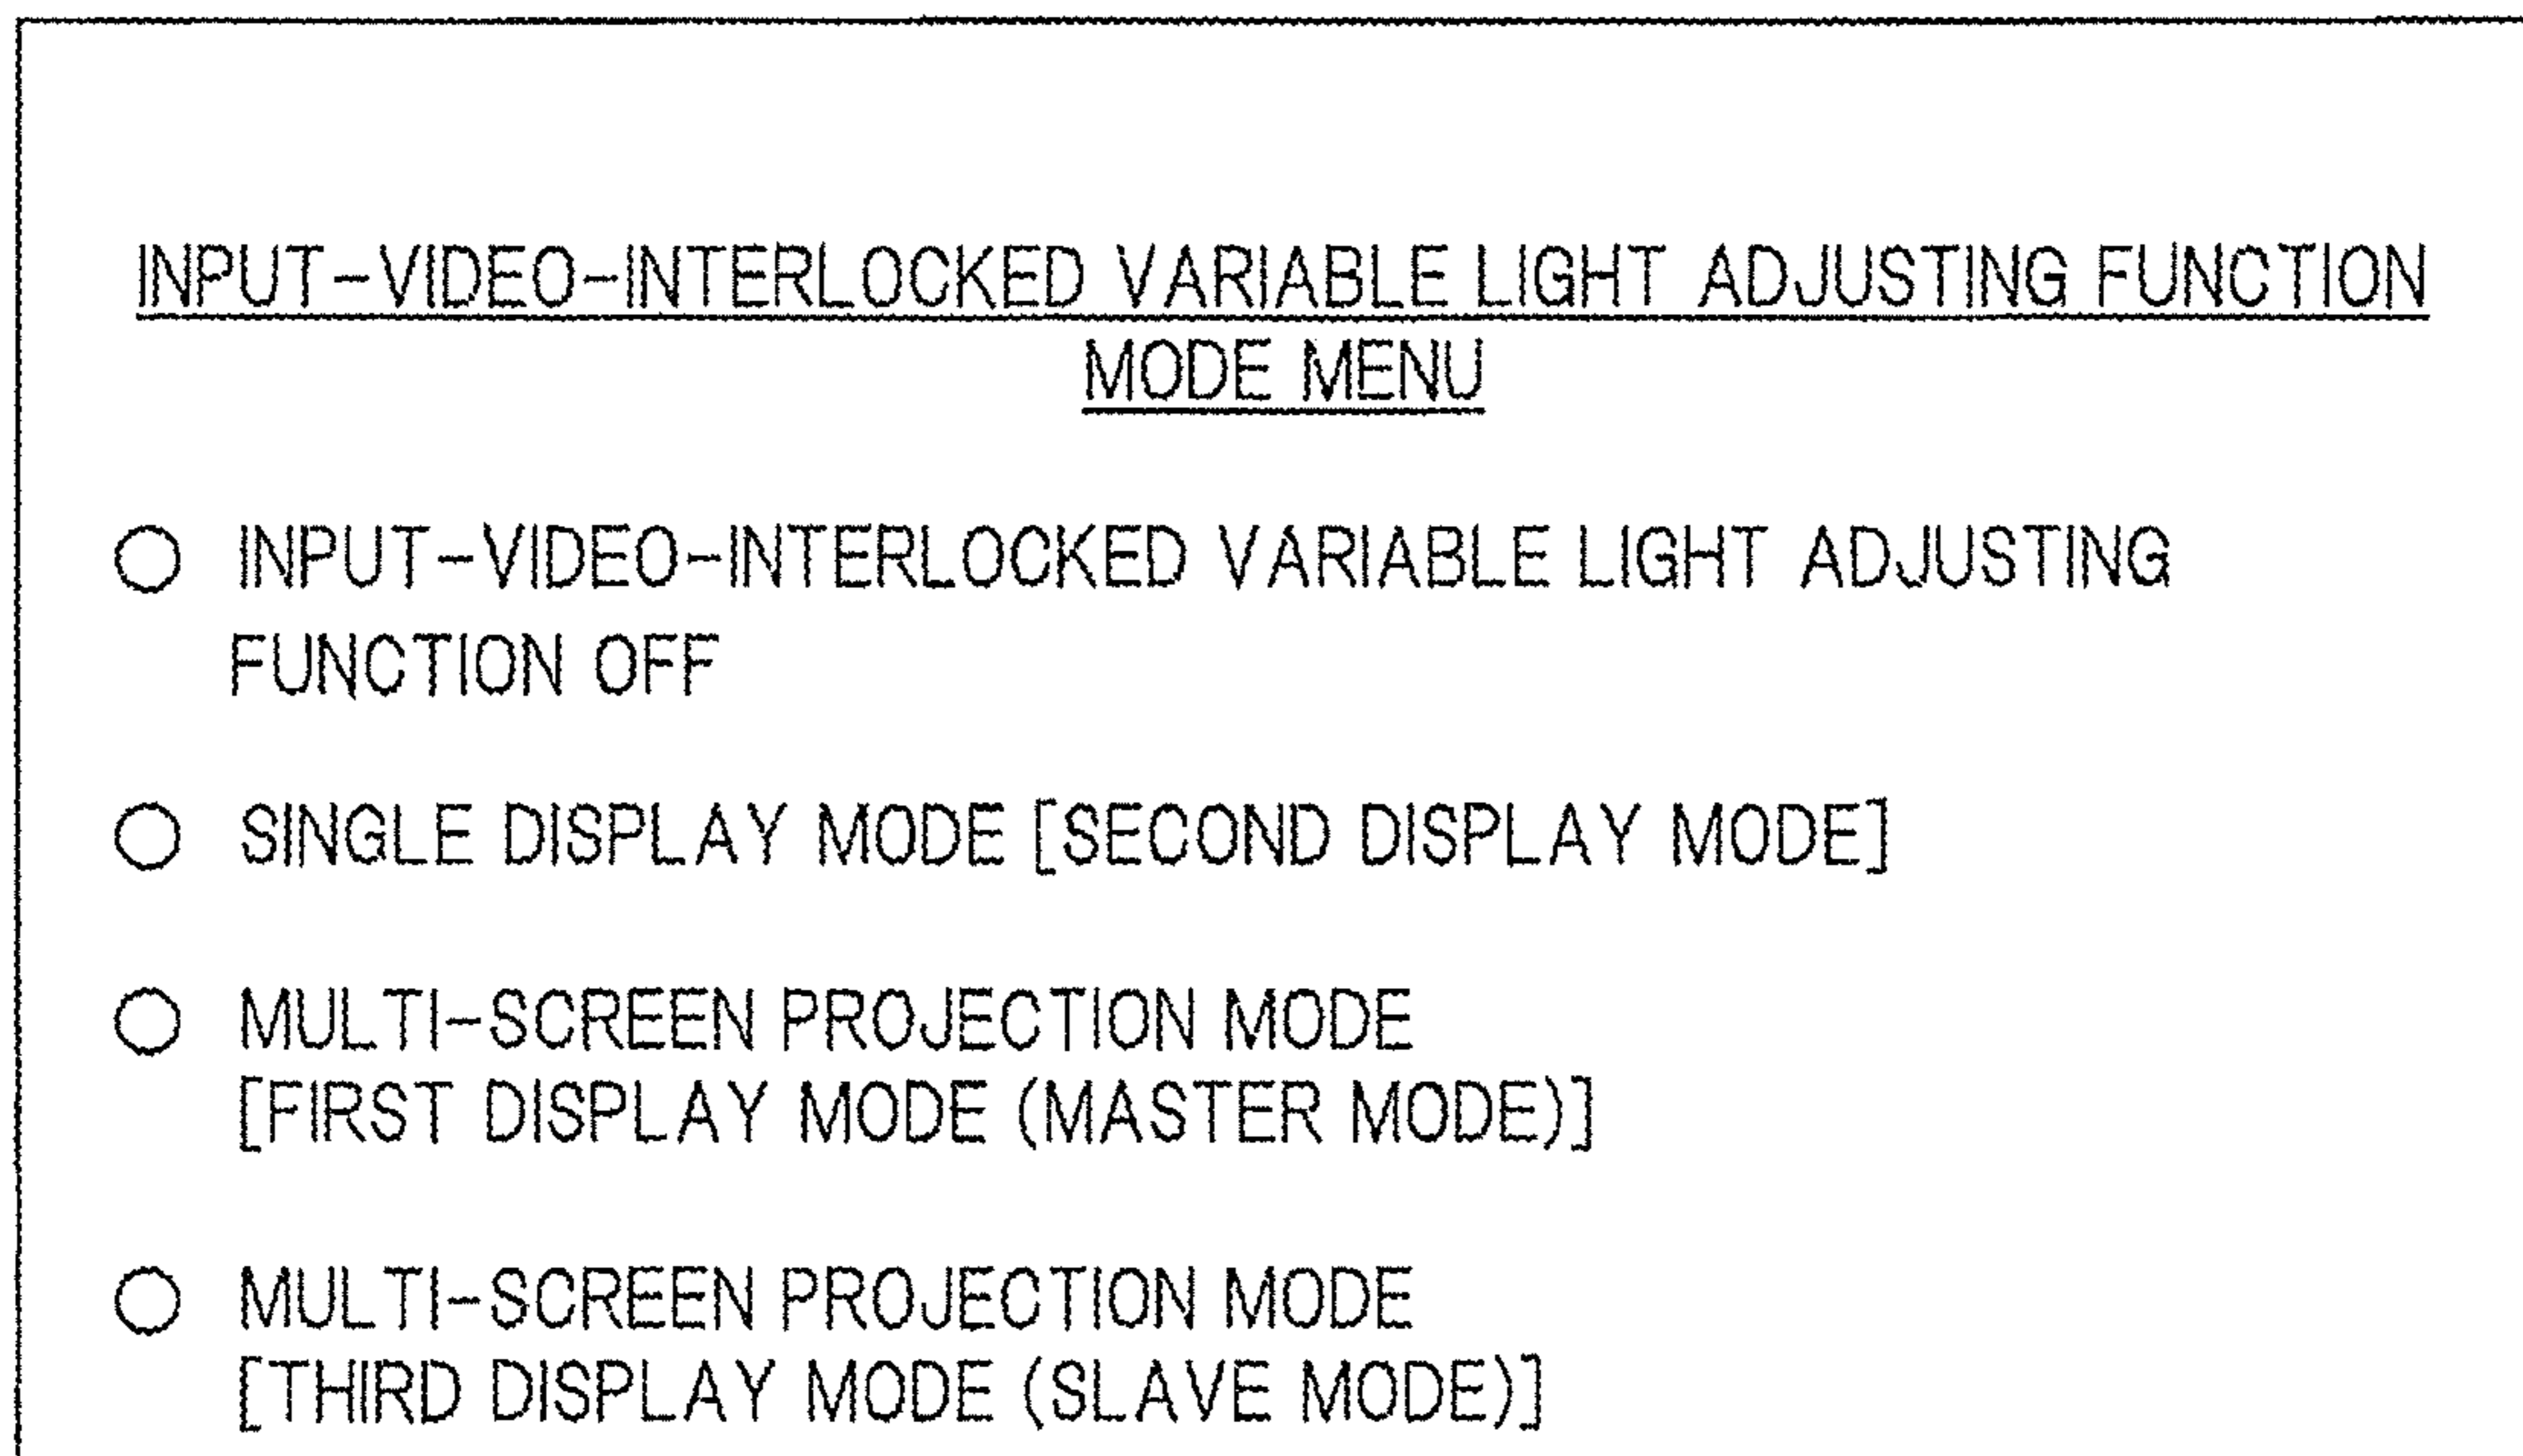 INPUT-VIDEO-INTERLOCKED VARIABLE LIGHT ADJUSTING FUNCTION
MODE MENU
INPUT-VIDEO-INTERLOCKED VARIABLE LIGHT ADJUSTING
FUNCTION OFF
SINGLE DISPLAY MODE [SECOND DISPLAY MODE]
MULTI-SCREEN PROJECTION MODE
[FIRST DISPLAY MODE (MASTER MODE)]
MULTI-SCREEN PROJECTION MODE
[THIRD DISPLAY MODE (SLAVE MODE)]